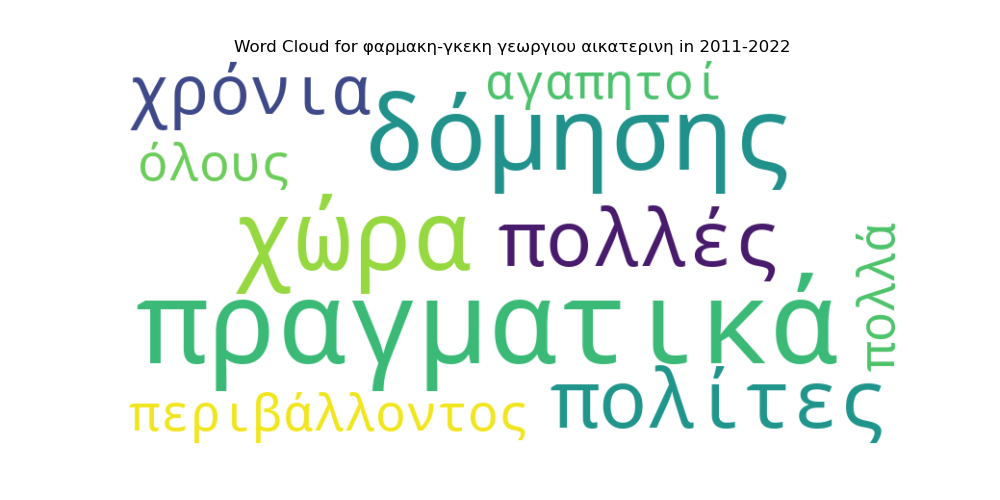 Word Cloud for φαρμακη-γκεκη γεωργιου αικατερινη in 2011-2022
χρόνια
αγαπητοί
δόμησης
όλους
χώρα
πολλές
πολλά
πραγματικά
περιβάλλοντος
πολίτες